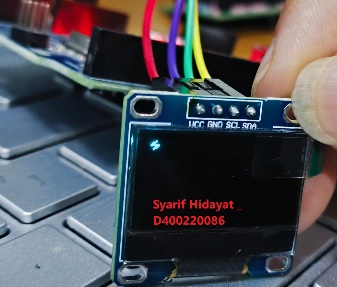 VCC GND SCL SDA
Syarif Hidayat_
D400220086